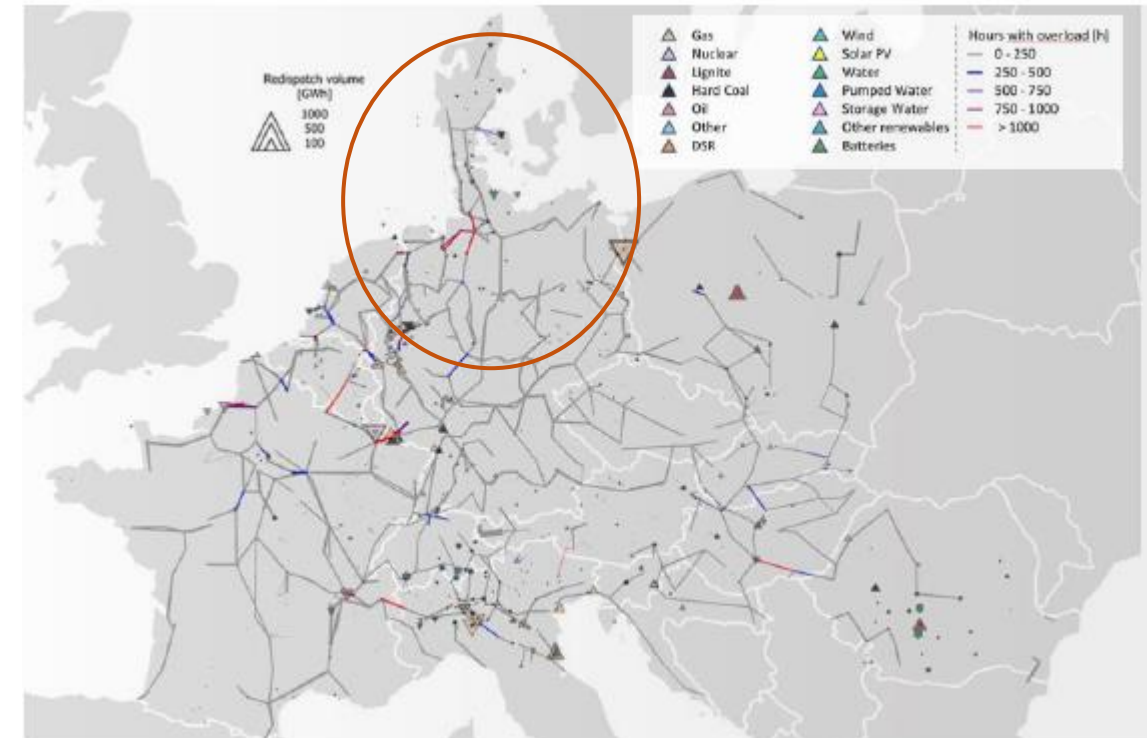 Redispatch volume
[GWh]
1000
500
100
Gas
Nuclear
Lignite
Hard Coal
Oil
Other
DSR
Wind
Solar PV
Water
Pumped Water
Storage Water
Other renewables
Batteries
Hours with overload [h]
0 - 250
250 - 500
500 - 750
750 - 1000
> 1000